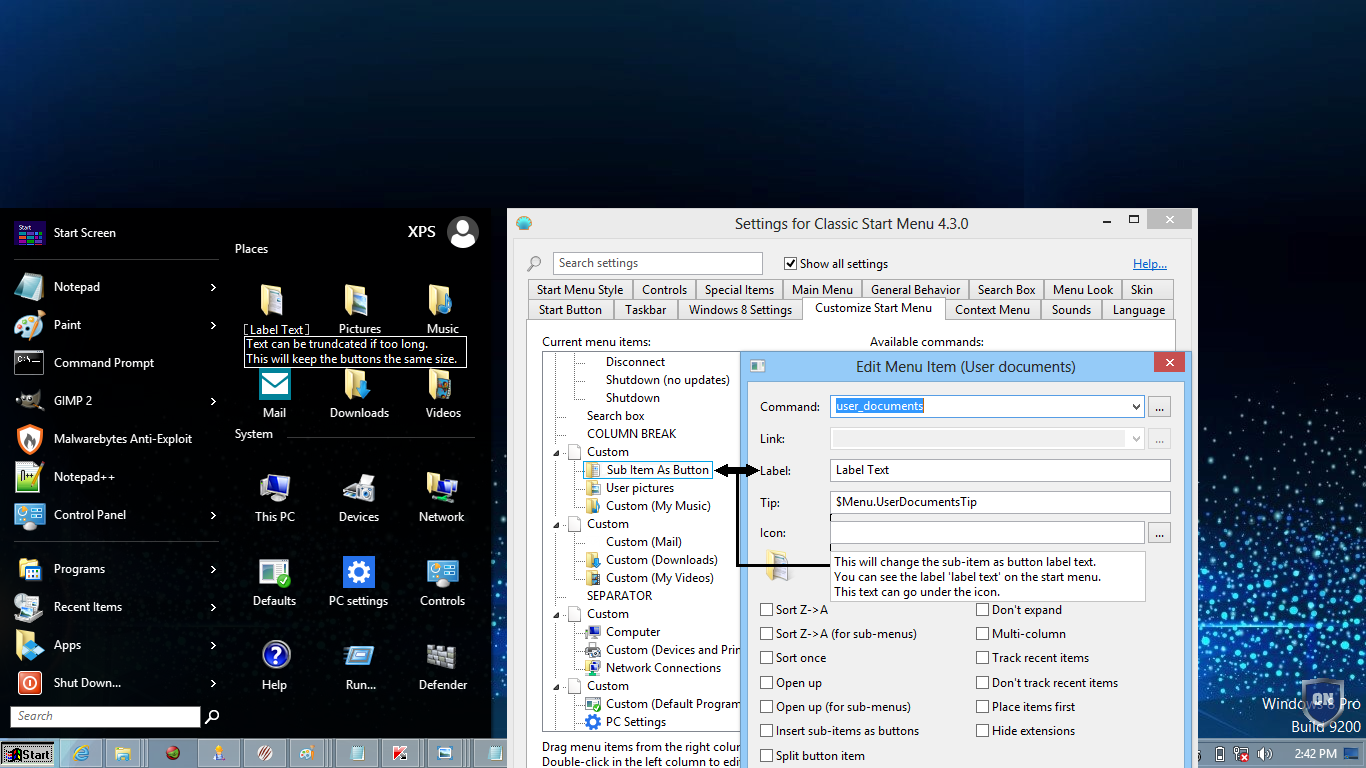 Start
Start Screen
XPS
Places
Notepad
Paint
Command Prompt
GIMP 2
Malwarebytes Anti-Exploit
Notepad++
Control Panel
Programs
Recent Items
Apps
Shut Down...
Search
[Label Text]
Pictures
Music
Text can be trundcated if too long.
This will keep the buttons the same size.
Mail
Downloads
Videos
System
This PC
Devices
Network
Defaults
PC settings
Controls
Help
Run...
Defender
Settings for Classic Start Menu 4.3.0
Search settings
Show all settings
Help...
Start Menu Style
Controls
Special Items
Main Menu
General Behavior
Search Box
Menu Look
Skin
Start Button
Taskbar
Windows 8 Settings
Customize Start Menu
Context Menu
Sounds
Language
Current menu items:
Available commands:
Disconnect
Shutdown (no updates)
Shutdown
Search box
COLUMN BREAK
Custom
Sub Item As Button
User pictures
Custom (My Music)
Custom
Custom (Mail)
Custom (Downloads)
Custom (My Videos)
SEPARATOR
Custom
Computer
Custom (Devices and Prin
Network Connections
Custom
Custom (Default Program
PC Settings
Drag menu items from the right colur
Double-click in the left column to edi
Edit Menu Item (User documents)
Command:
user_documents
...
Link:
...
Label:
Label Text
Tip:
$Menu.UserDocumentsTip
Icon:
...
This will change the sub-item as button label text.
You can see the label 'label text' on the start menu.
This text can go under the icon.
Sort Z->A
Don't expand
Sort Z->A (for sub-menus)
Multi-column
Sort once
Track recent items
Open up
Don't track recent items
Open up (for sub-menus)
Place items first
Insert sub-items as buttons
Hide extensions
Split button item
ON
Windows 8 Pro
Build 9200
Start
2:42 PM